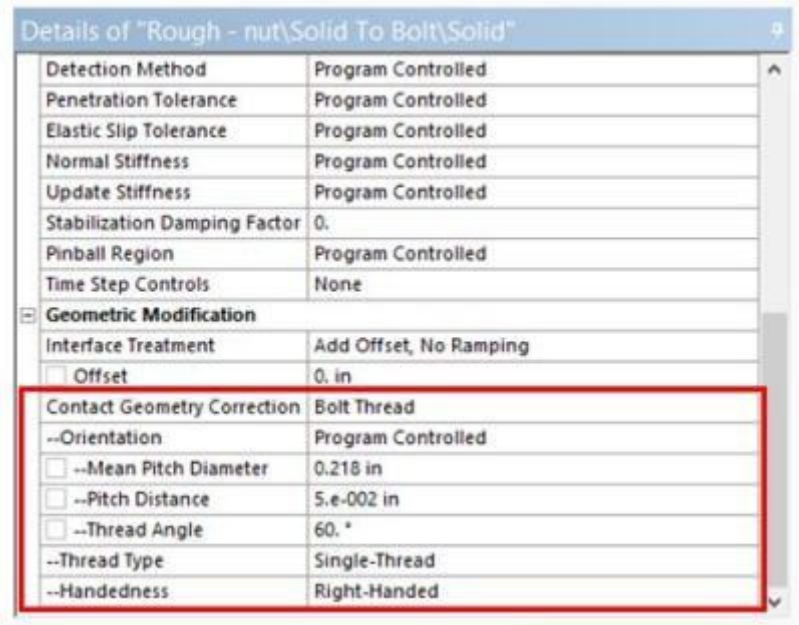 Details of "Rough - nut\Solid To Bolt\Solid"
Detection Method Program Controlled
Penetration Tolerance Program Controlled
Elastic Slip Tolerance Program Controlled
Normal Stiffness Program Controlled
Update Stiffness Program Controlled
Stabilization Damping Factor 0.
Pinball Region Program Controlled
Time Step Controls None
Geometric Modification
Interface Treatment Add Offset, No Ramping
Offset 0. in
Contact Geometry Correction Bolt Thread
--Orientation Program Controlled
--Mean Pitch Diameter 0.218 in
--Pitch Distance 5.e-002 in
--Thread Angle 60. °
--Thread Type Single-Thread
--Handedness Right-Handed